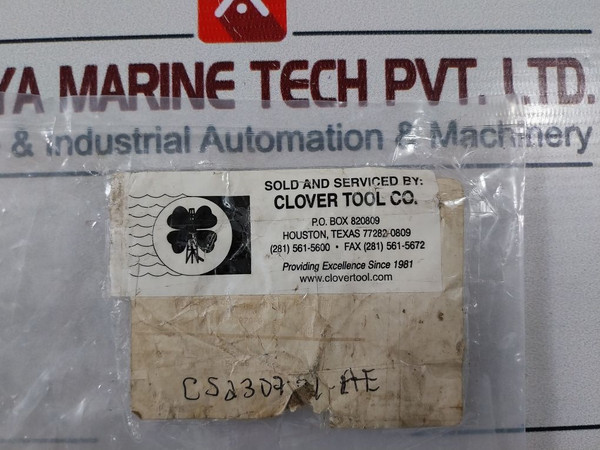 YA MARINE TECH PVT. LTD.
& Industrial Automation & Machinery
SOLD AND SERVICED BY:
CLOVER TOOL CO.
P.O. BOX 820809
HOUSTON, TEXAS 77282-0809
(281) 561-5600 • FAX (281) 561-5672
Providing Excellence Since 1981
www.clovertool.com